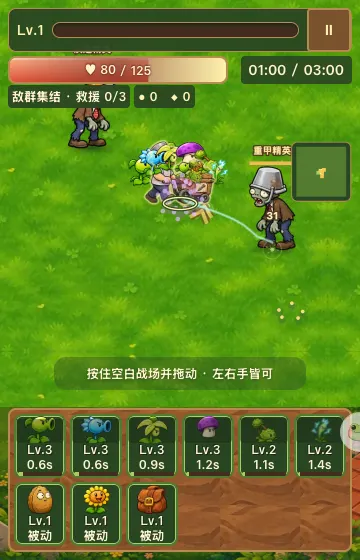 Lv.1
II
♥ 80 / 125
01:00 / 03:00
敌群集结 · 救援 0/3
● 0 ◆ 0
重甲精英
31
按住空白战场并拖动 · 左右手皆可
Lv.3 Lv.3 Lv.3 Lv.3 Lv.2 Lv.2
0.6s 0.6s 0.9s 1.2s 1.1s 1.4s
Lv.1 Lv.1 Lv.1
被动 被动 被动